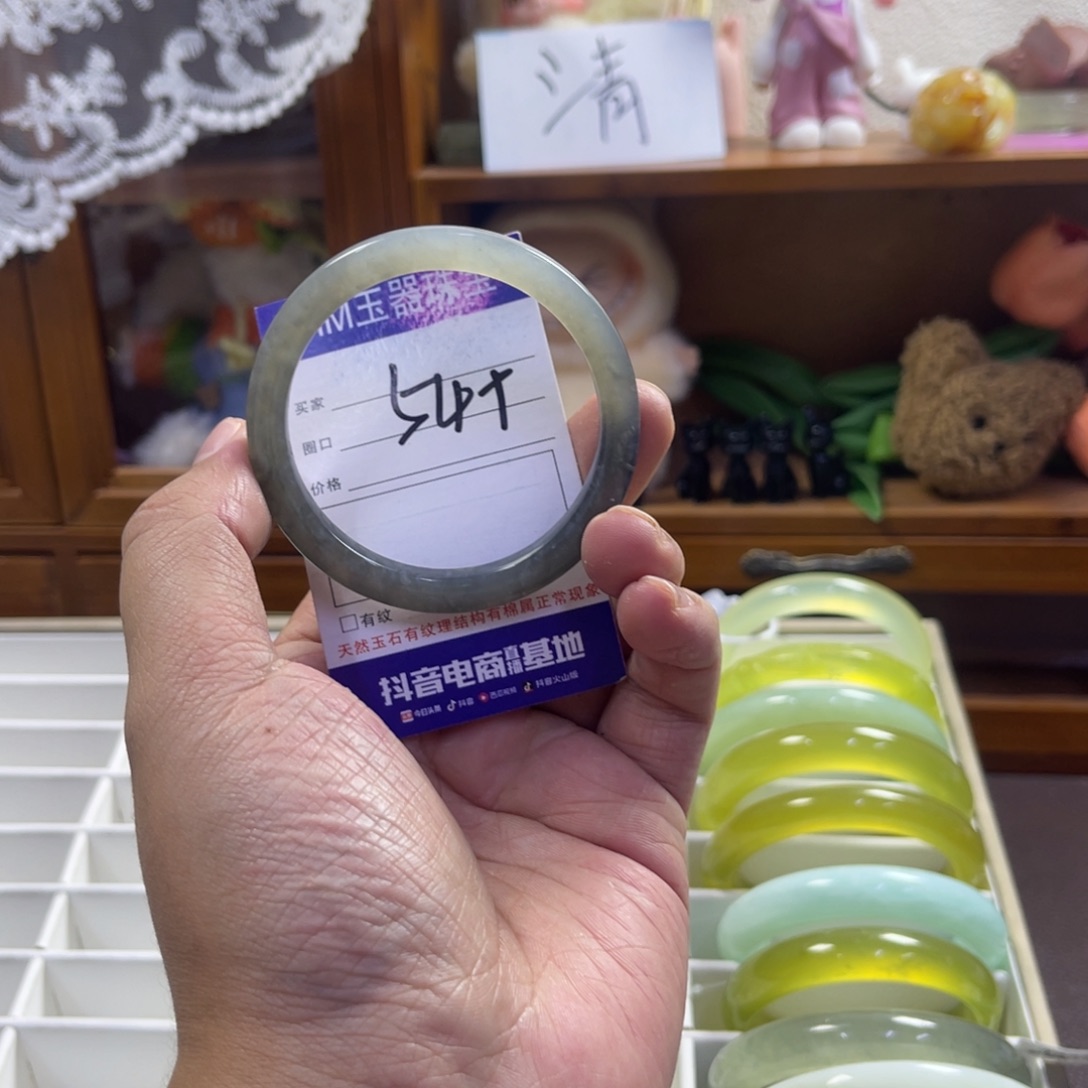 清
MM玉器珠宝
买家
54+
圈口
价格
□有纹
天然玉石有纹理结构有棉属正常现象
抖音电商直播基地
今日头条 抖音 西瓜视频 抖音火山版